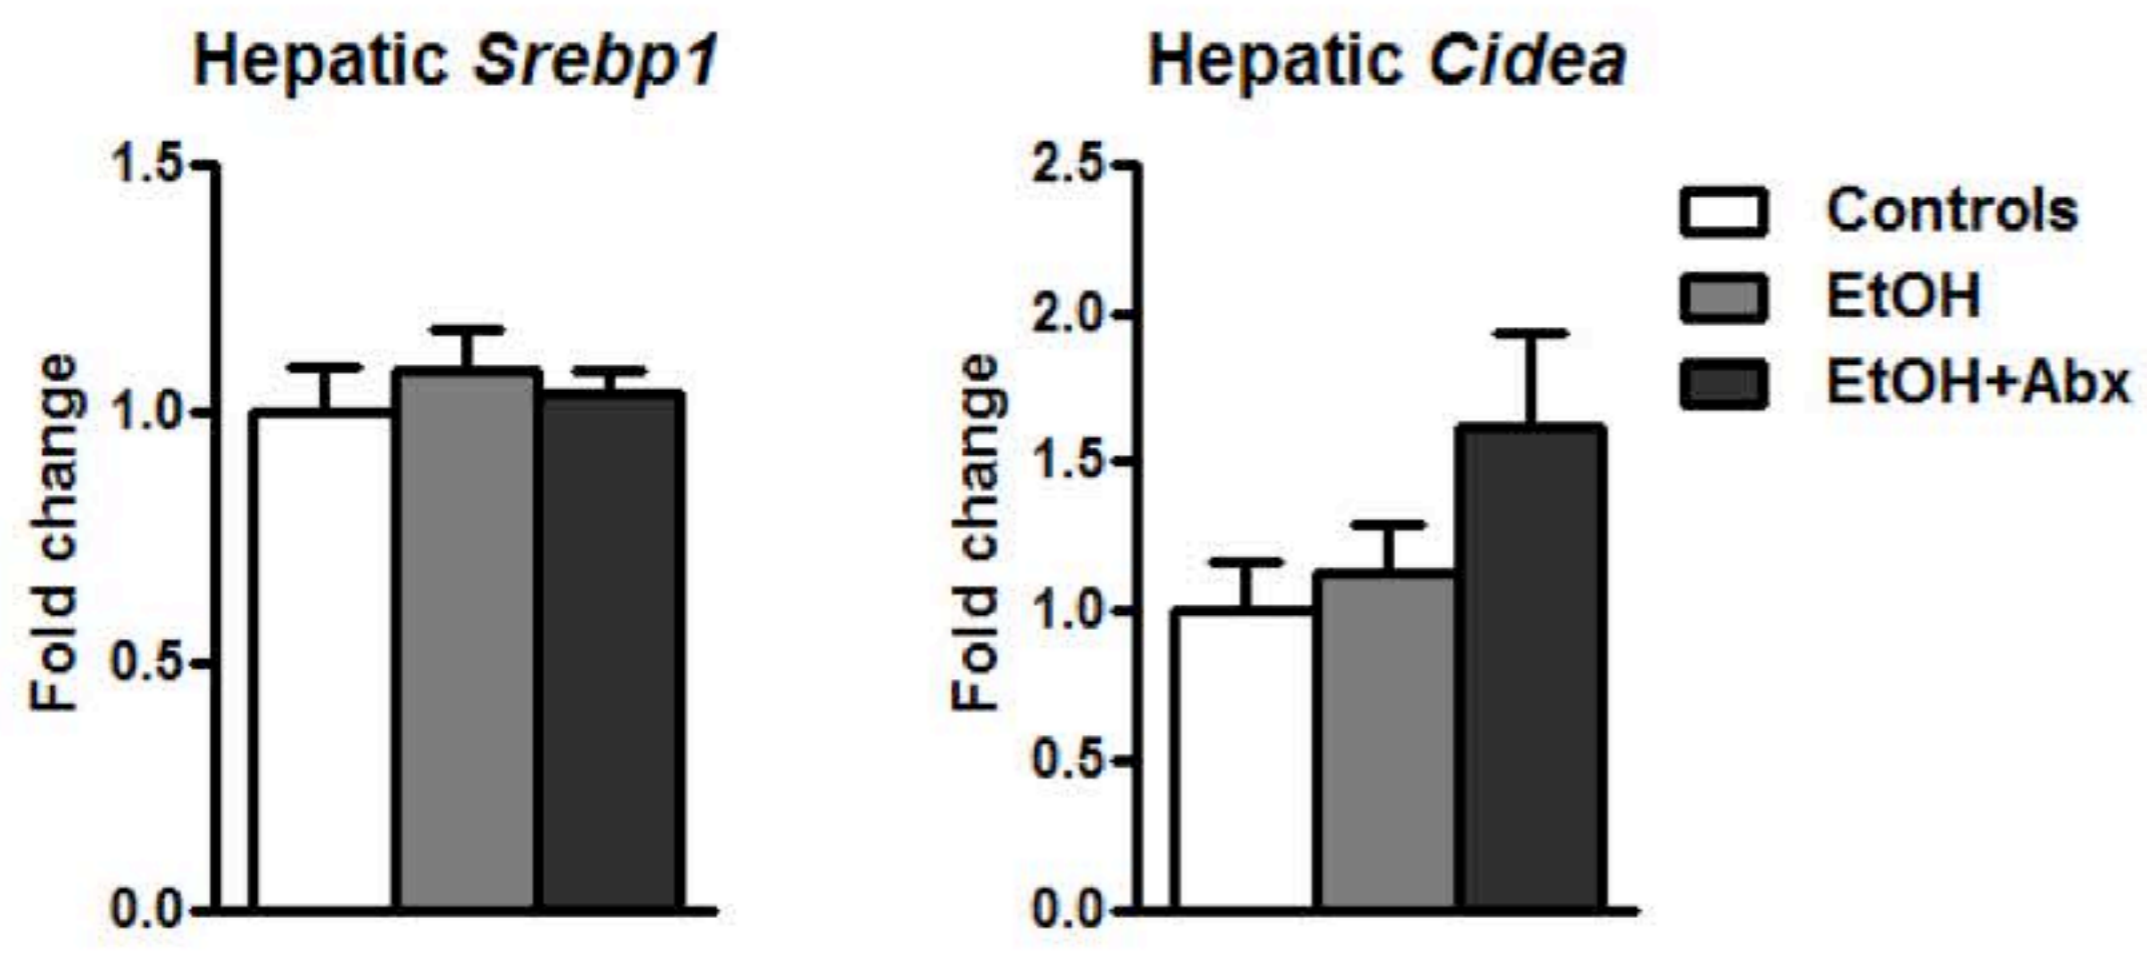 Hepatic Srebp1
Fold change
1.5
1.0
0.5
0.0
Hepatic Cidea
Fold change
2.5
2.0
1.5
1.0
0.5
0.0
Controls
EtOH
EtOH+Abx